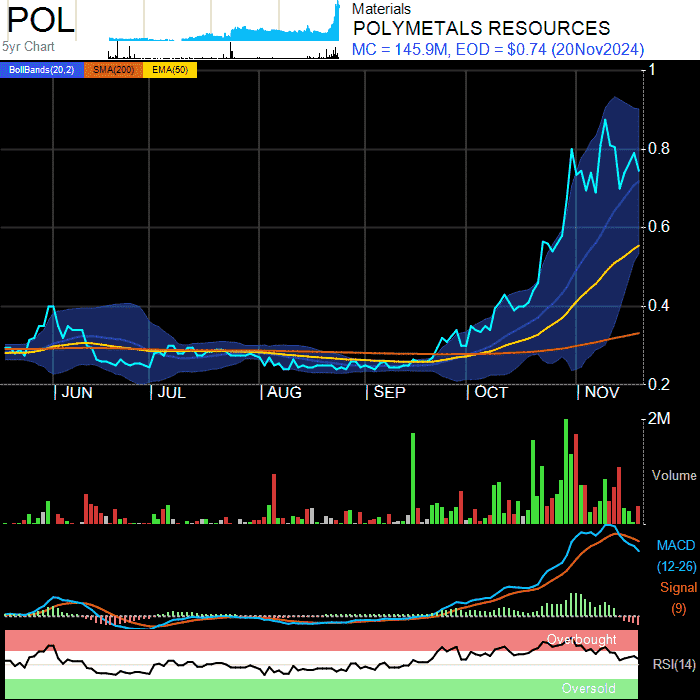 POL
5yr Chart
Materials
POLYMETALS RESOURCES
MC = 145.9M, EOD = $0.74 (20Nov2024)
BollBands(20,2) SMA(200) EMA(50)
1
0.8
0.6
0.4
0.2
JUN JUL AUG SEP OCT NOV
2M
Volume
MACD
(12-26)
Signal
(9)
Overbought
RSI(14)
Oversold